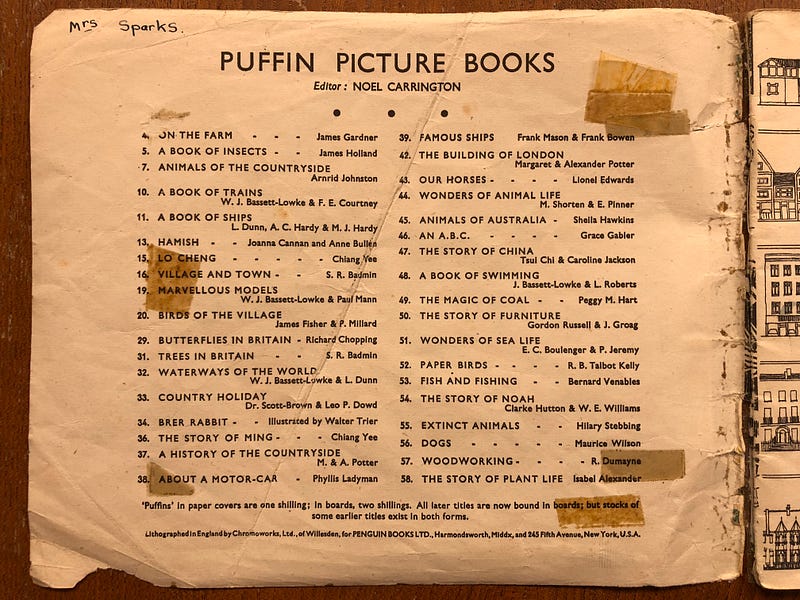 Mrs Sparks.
PUFFIN PICTURE BOOKS
Editor: NOEL CARRINGTON
4. ON THE FARM - - - James Gardner
5. A BOOK OF INSECTS - - James Holland
7. ANIMALS OF THE COUNTRYSIDE
Arnrid Johnston
10. A BOOK OF TRAINS
W. J. Bassett-Lowke & F. E. Courtney
11. A BOOK OF SHIPS
L. Dunn, A. C. Hardy & M. J. Hardy
13. HAMISH - - Joanna Cannan and Anne Bullen
15. LO CHENG - - - - - Chiang Yee
16. VILLAGE AND TOWN - - S. R. Badmin
19. MARVELLOUS MODELS
W. J. Bassett-Lowke & Paul Mann
20. BIRDS OF THE VILLAGE
James Fisher & P. Millard
29. BUTTERFLIES IN BRITAIN - Richard Chopping
31. TREES IN BRITAIN - - S. R. Badmin
32. WATERWAYS OF THE WORLD
W. J. Bassett-Lowke & L. Dunn
33. COUNTRY HOLIDAY
Dr. Scott-Brown & Leo P. Dowd
34. BRER RABBIT - - Illustrated by Walter Trier
36. THE STORY OF MING - - Chiang Yee
37. A HISTORY OF THE COUNTRYSIDE
M. & A. Potter
38. ABOUT A MOTOR-CAR - Phyllis Ladyman
39. FAMOUS SHIPS Frank Mason & Frank Bowen
42. THE BUILDING OF LONDON
Margaret & Alexander Potter
43. OUR HORSES - - - - Lionel Edwards
44. WONDERS OF ANIMAL LIFE
M. Shorten & E. Pinner
45. ANIMALS OF AUSTRALIA - Sheila Hawkins
46. AN A.B.C. - - - - Grace Gabler
47. THE STORY OF CHINA
Tsui Chi & Caroline Jackson
48. A BOOK OF SWIMMING
J. Bassett-Lowke & L. Roberts
49. THE MAGIC OF COAL - - Peggy M. Hart
50. THE STORY OF FURNITURE
Gordon Russell & J. Groag
51. WONDERS OF SEA LIFE
E. C. Boulenger & P. Jeremy
52. PAPER BIRDS - - - - R. B. Talbot Kelly
53. FISH AND FISHING - - Bernard Venables
54. THE STORY OF NOAH
Clarke Hutton & W. E. Williams
55. EXTINCT ANIMALS - - Hilary Stebbing
56. DOGS - - - - - Maurice Wilson
57. WOODWORKING - - - - R. Dumayne
58. THE STORY OF PLANT LIFE Isabel Alexander
'Puffins' in paper covers are one shilling; in boards, two shillings. All later titles are now bound in boards; but stocks of
some earlier titles exist in both forms.
Lithographed in England by Chromoworks, Ltd., of Willesden, for PENGUIN BOOKS LTD., Harmondsworth, Middx, and 245 Fifth Avenue, New York, U.S.A.